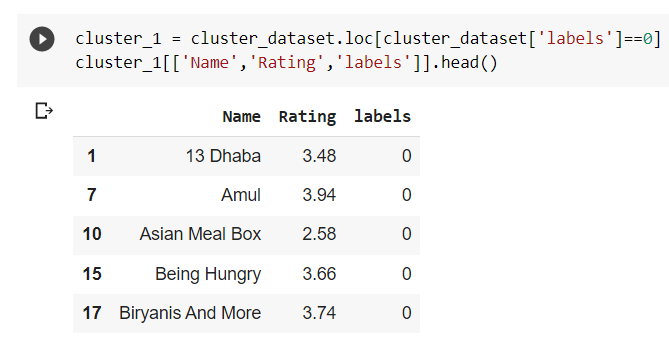 cluster_1 = cluster_dataset.loc[cluster_dataset['labels']==0]
cluster_1[['Name','Rating','labels']].head()
Name Rating labels
1 13 Dhaba 3.48 0
7 Amul 3.94 0
10 Asian Meal Box 2.58 0
15 Being Hungry 3.66 0
17 Biryanis And More 3.74 0